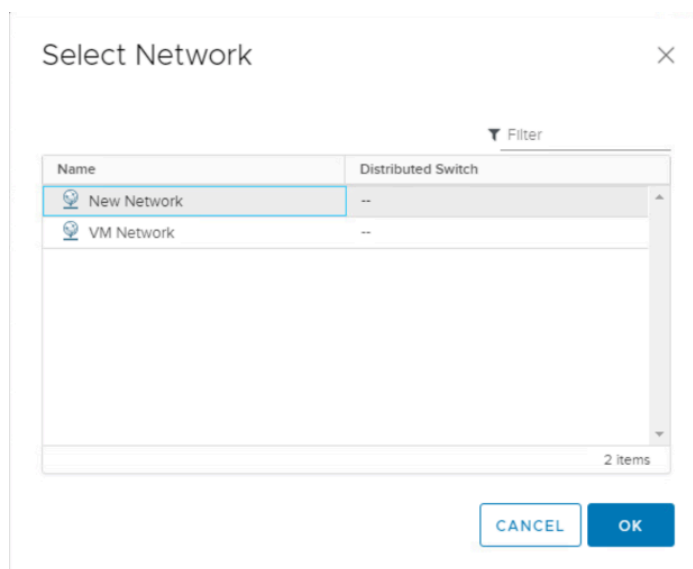 Select Network
Filter
Name Distributed Switch
New Network --
VM Network --
2 items
CANCEL OK